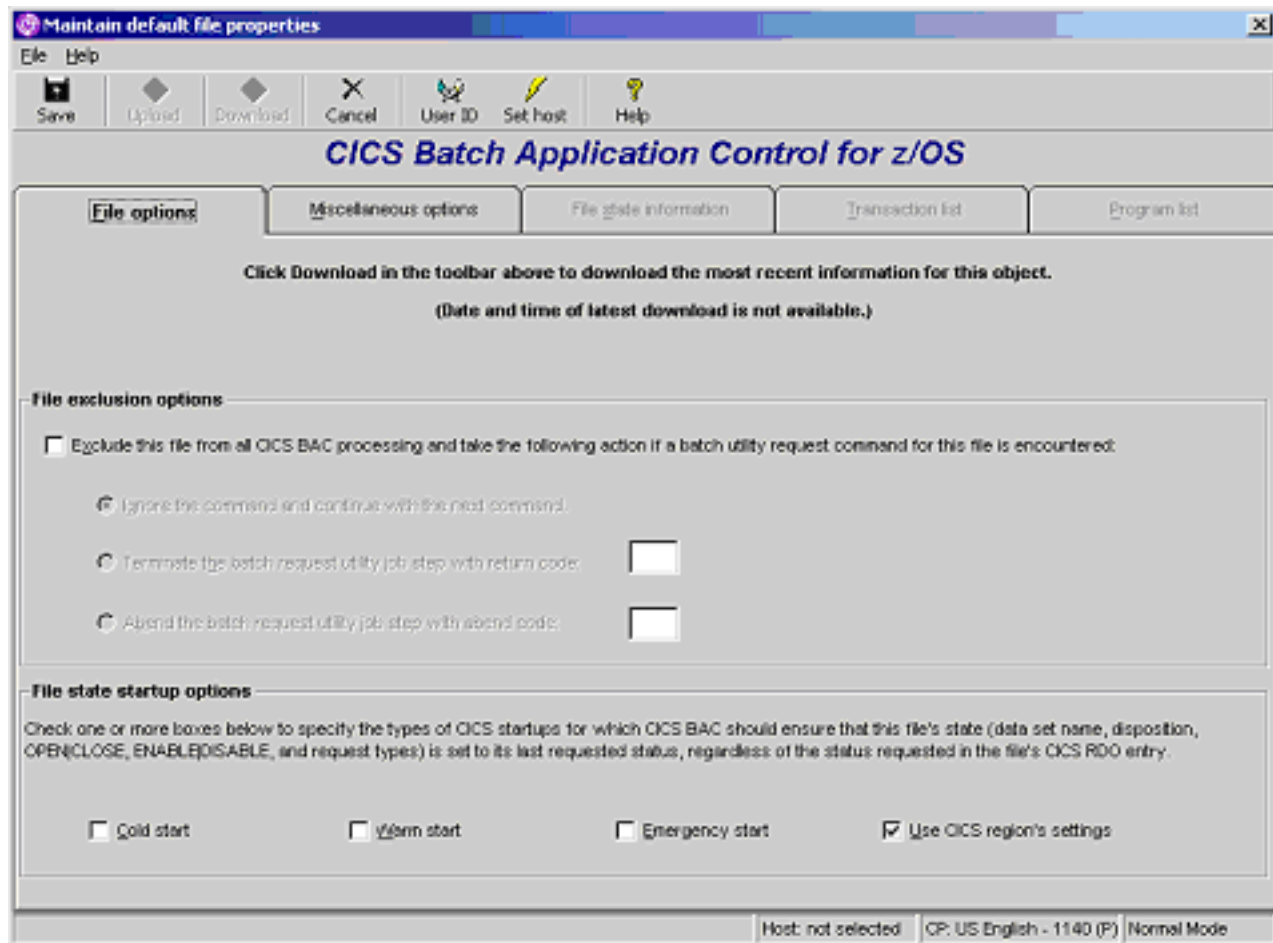 Maintain default file properties
File Help
Save Upload Download Cancel User ID Set host Help
CICS Batch Application Control for z/OS
File options Miscellaneous options File state information Transaction list Program list
Click Download in the toolbar above to download the most recent information for this object.
(Date and time of latest download is not available.)
File exclusion options
Exclude this file from all CICS BAC processing and take the following action if a batch utility request command for this file is encountered:
Ignore the command and continue with the next command.
Terminate the batch request utility job step with return code:
Abend the batch request utility job step with abend code:
File state startup options
Check one or more boxes below to specify the types of CICS startups for which CICS BAC should ensure that this file's state (data set name, disposition,
OPEN|CLOSE, ENABLE|DISABLE, and request types) is set to its last requested status, regardless of the status requested in the file's CICS RDO entry.
Cold start Warm start Emergency start Use CICS region's settings
Host: not selected CP: US English - 1140 (P) Normal Mode